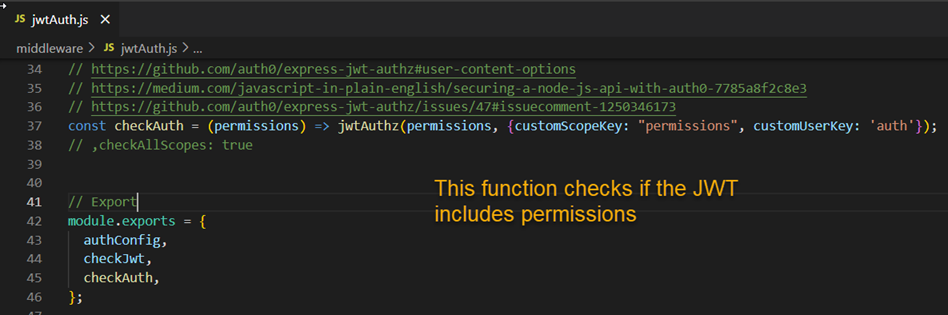 JS jwtAuth.js ×
middleware > JS jwtAuth.js > ...
34 // https://github.com/auth0/express-jwt-authz#user-content-options
35 // https://medium.com/javascript-in-plain-english/securing-a-node-js-api-with-auth0-7785a8f2c8e3
36 // https://github.com/auth0/express-jwt-authz/issues/47#issuecomment-1250346173
37 const checkAuth = (permissions) => jwtAuthz(permissions, {customScopeKey: "permissions", customUserKey: 'auth'});
38 // ,checkAllScopes: true
39
40
This function checks if the JWT
includes permissions
41 // Export
42 module.exports = {
43 authConfig,
44 checkJwt,
45 checkAuth,
46 };
47